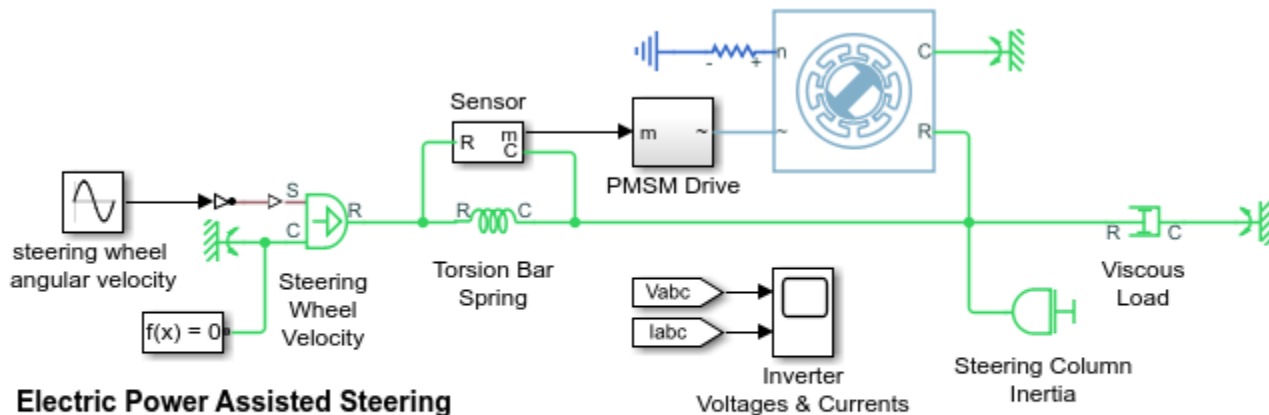 n
C
Sensor
R
m
C
m
~
~
R
PMSM Drive
S
C
R
R
C
R
C
steering wheel
angular velocity
Steering
Wheel
Velocity
Torsion Bar
Spring
Viscous
Load
f(x) = 0
Vabc
Iabc
Steering Column
Inertia
Inverter
Voltages & Currents
Electric Power Assisted Steering